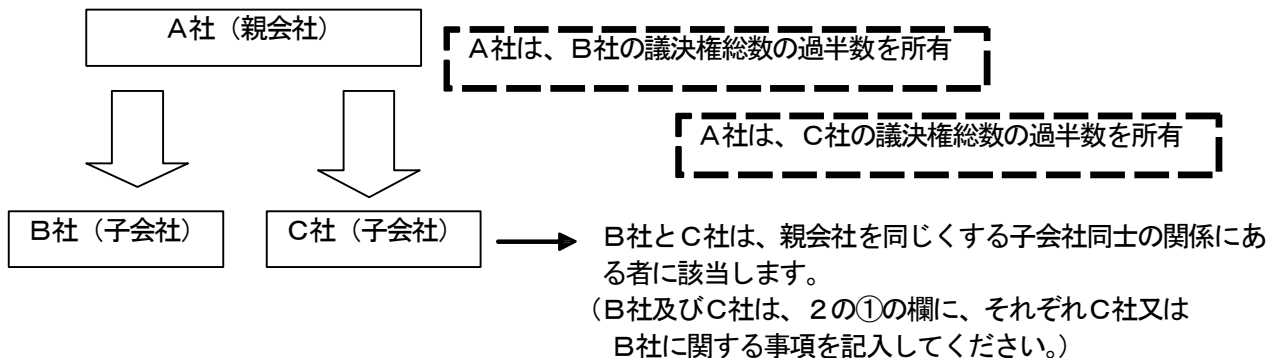 A社（親会社）
A社は、B社の議決権総数の過半数を所有
A社は、C社の議決権総数の過半数を所有
B社（子会社）
C社（子会社）
B社とC社は、親会社を同じくする子会社同士の関係にあ
る者に該当します。
（B社及びC社は、２の①の欄に、それぞれC社又は
B社に関する事項を記入してください。）